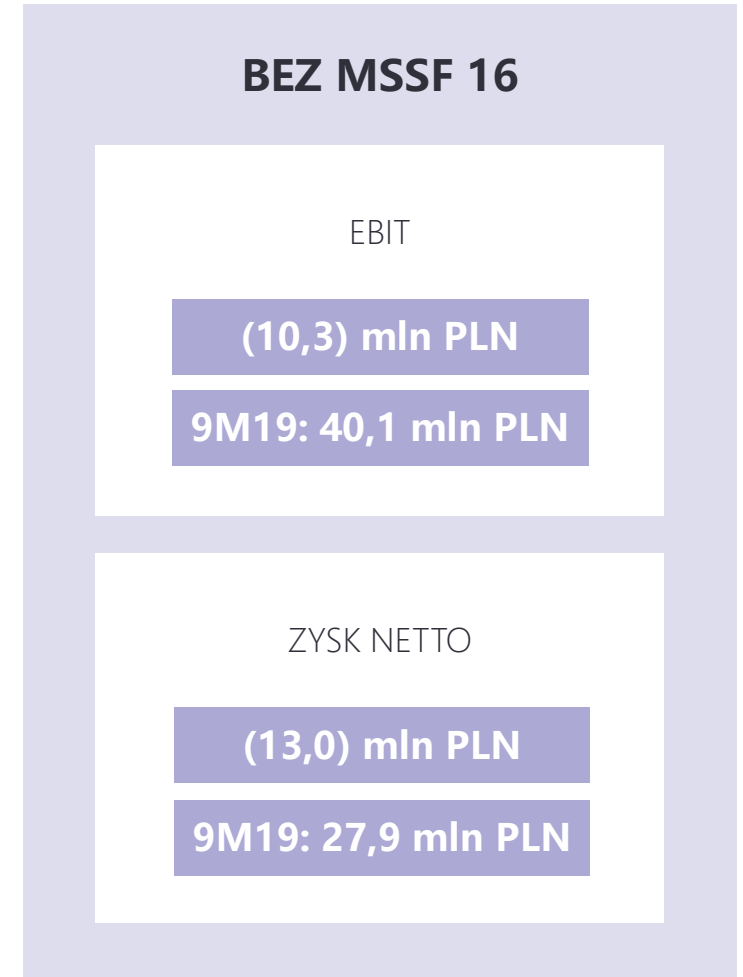 BEZ MSSF 16
EBIT
(10,3) mln PLN
9M19: 40,1 mln PLN
ZYSK NETTO
(13,0) mln PLN
9M19: 27,9 mln PLN